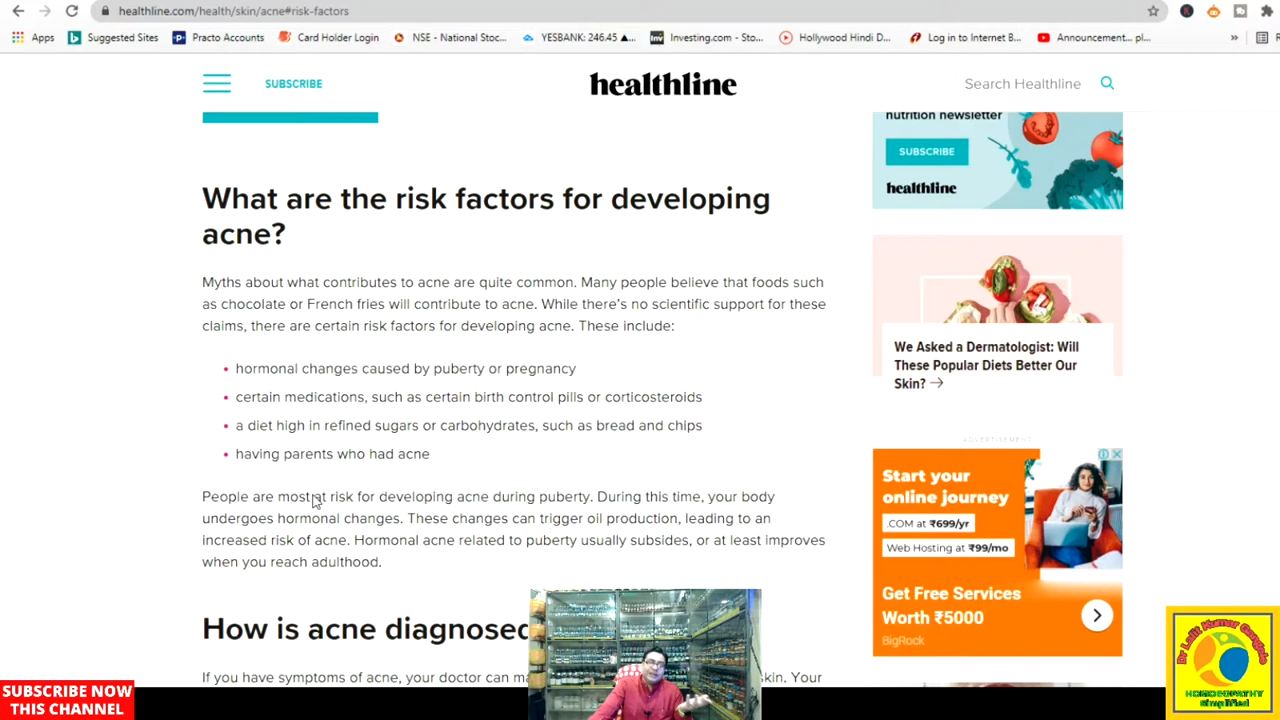 healthline.com/health/skin/acne#risk-factors
Apps
Suggested Sites
Practo Accounts
Card Holder Login
NSE - National Stoc...
YESBANK: 246.45 ▲...
Investing.com - Sto...
Hollywood Hindi D...
Log in to Internet B...
Announcement... pl...
»
SUBSCRIBE
healthline
Search Healthline
nutrition newsletter
SUBSCRIBE
healthline
What are the risk factors for developing
acne?
Myths about what contributes to acne are quite common. Many people believe that foods such
as chocolate or French fries will contribute to acne. While there's no scientific support for these
claims, there are certain risk factors for developing acne. These include:
• hormonal changes caused by puberty or pregnancy
• certain medications, such as certain birth control pills or corticosteroids
• a diet high in refined sugars or carbohydrates, such as bread and chips
• having parents who had acne
People are most at risk for developing acne during puberty. During this time, your body
undergoes hormonal changes. These changes can trigger oil production, leading to an
increased risk of acne. Hormonal acne related to puberty usually subsides, or at least improves
when you reach adulthood.
How is acne diagnosed
If you have symptoms of acne, your doctor can ma
skin. Your
We Asked a Dermatologist: Will
These Popular Diets Better Our
Skin? →
ADVERTISEMENT
Start your
online journey
.COM at ₹699/yr
Web Hosting at ₹99/mo
Get Free Services
Worth ₹5000
BigRock
SUBSCRIBE NOW
THIS CHANNEL
Dr Lalit Kumar
HOMOEOPATHY
Simplified